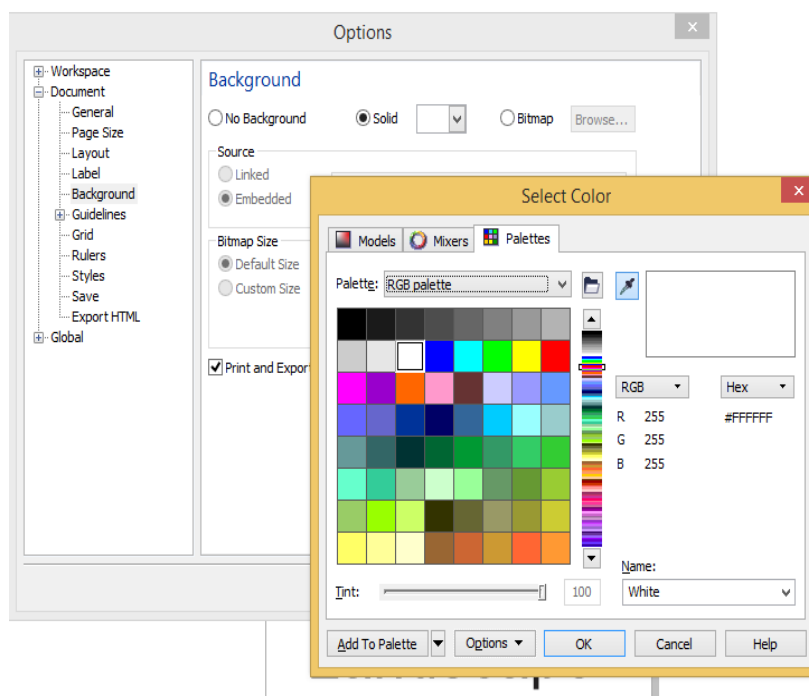 Options
Workspace
Document
General
Page Size
Layout
Label
Background
Guidelines
Grid
Rulers
Styles
Save
Export HTML
Global
Background
No Background
Solid
Bitmap
Browse...
Source
Linked
Embedded
Bitmap Size
Default Size
Custom Size
Print and Export
Select Color
Models
Mixers
Palettes
Palette:
RGB palette
RGB
Hex
R 255
#FFFFFF
G 255
B 255
Tint:
100
Name:
White
Add To Palette
Options
OK
Cancel
Help